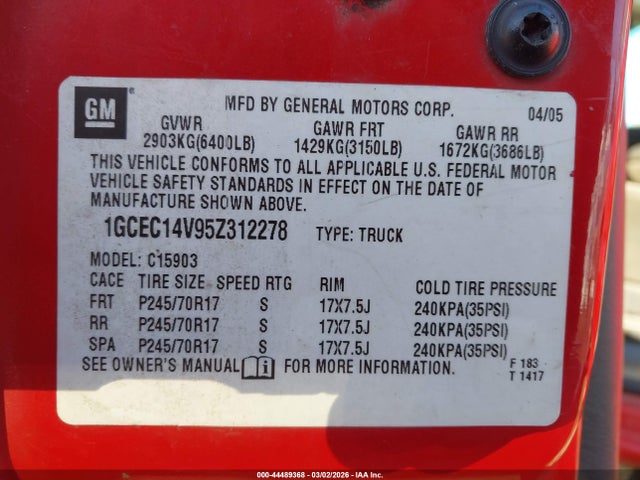 GM
MFD BY GENERAL MOTORS CORP. 04/05
GVWR GAWR FRT GAWR RR
2903KG(6400LB) 1429KG(3150LB) 1672KG(3686LB)
THIS VEHICLE CONFORMS TO ALL APPLICABLE U.S. FEDERAL MOTOR
VEHICLE SAFETY STANDARDS IN EFFECT ON THE DATE OF
MANUFACTURE SHOWN ABOVE.
1GCEC14V95Z312278 TYPE: TRUCK
MODEL: C15903
CACE TIRE SIZE SPEED RTG RIM COLD TIRE PRESSURE
FRT P245/70R17 S 17X7.5J 240KPA(35PSI)
RR P245/70R17 S 17X7.5J 240KPA(35PSI)
SPA P245/70R17 S 17X7.5J 240KPA(35PSI)
SEE OWNER'S MANUAL FOR MORE INFORMATION.
F 183
T 1417
000-44489368 - 03/02/2026 - IAA Inc.